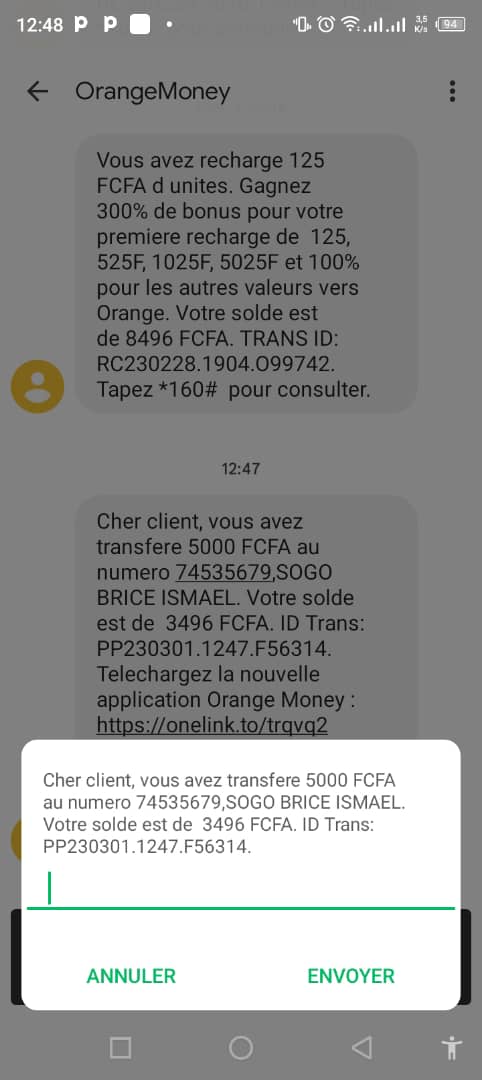 12:48
3,5
K/s
94
OrangeMoney
Vous avez recharge 125
FCFA d unites. Gagnez
300% de bonus pour votre
premiere recharge de  125,
525F, 1025F, 5025F et 100%
pour les autres valeurs vers
Orange. Votre solde est
de 8496 FCFA. TRANS ID:
RC230228.1904.O99742.
Tapez *160#  pour consulter.
12:47
Cher client, vous avez
transfere 5000 FCFA au
numero 74535679,SOGO
BRICE ISMAEL. Votre solde
est de  3496 FCFA. ID Trans:
PP230301.1247.F56314.
Telechargez la nouvelle
application Orange Money :
https://onelink.to/trqvq2
Cher client, vous avez transfere 5000 FCFA
au numero 74535679,SOGO BRICE ISMAEL.
Votre solde est de  3496 FCFA. ID Trans:
PP230301.1247.F56314.
ANNULER
ENVOYER